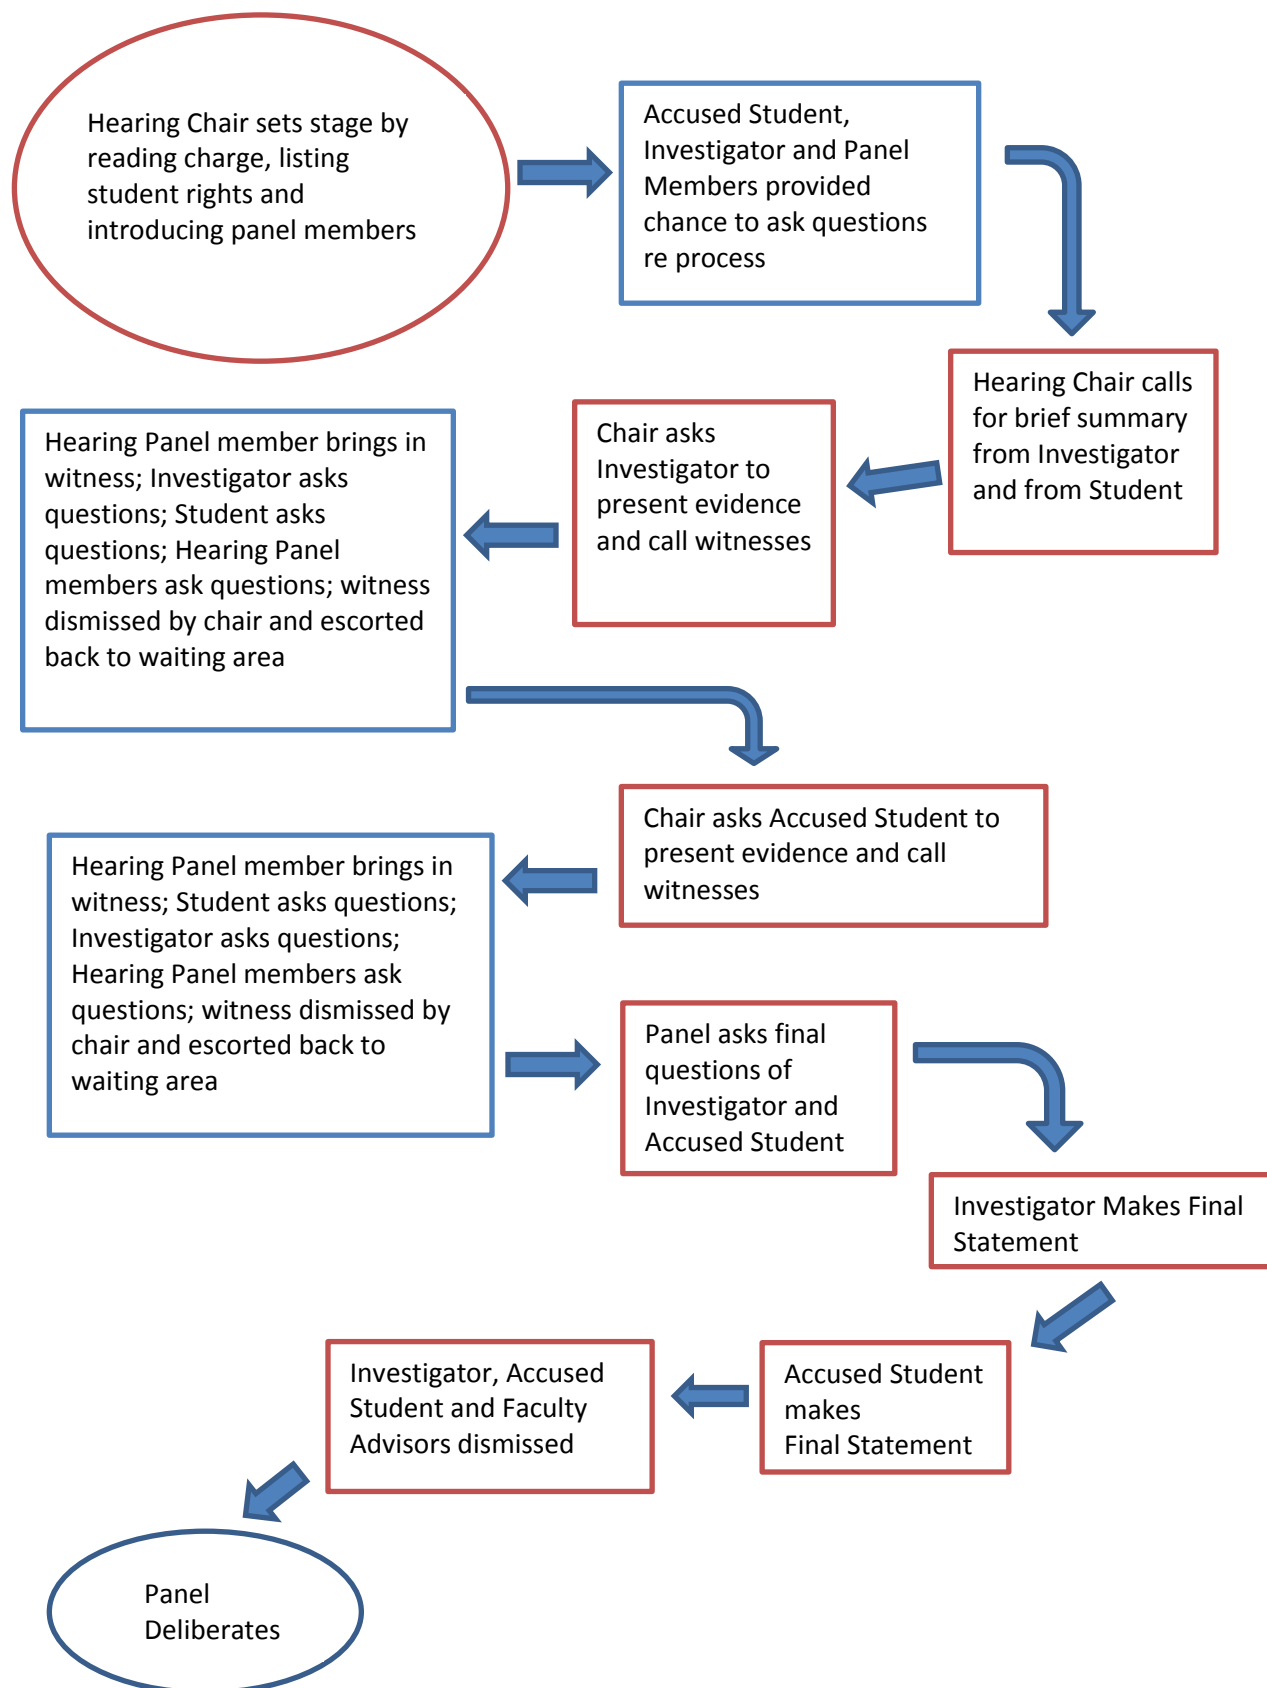 Hearing Chair sets stage by
reading charge, listing
student rights and
introducing panel members
Accused Student,
Investigator and Panel
Members provided
chance to ask questions
re process
Hearing Chair calls
for brief summary
from Investigator
and from Student
Chair asks
Investigator to
present evidence
and call witnesses
Hearing Panel member brings in
witness; Investigator asks
questions; Student asks
questions; Hearing Panel
members ask questions; witness
dismissed by chair and escorted
back to waiting area
Chair asks Accused Student to
present evidence and call
witnesses
Hearing Panel member brings in
witness; Student asks questions;
Investigator asks questions;
Hearing Panel members ask
questions; witness dismissed by
chair and escorted back to
waiting area
Panel asks final
questions of
Investigator and
Accused Student
Investigator Makes Final
Statement
Accused Student
makes
Final Statement
Investigator, Accused
Student and Faculty
Advisors dismissed
Panel
Deliberates